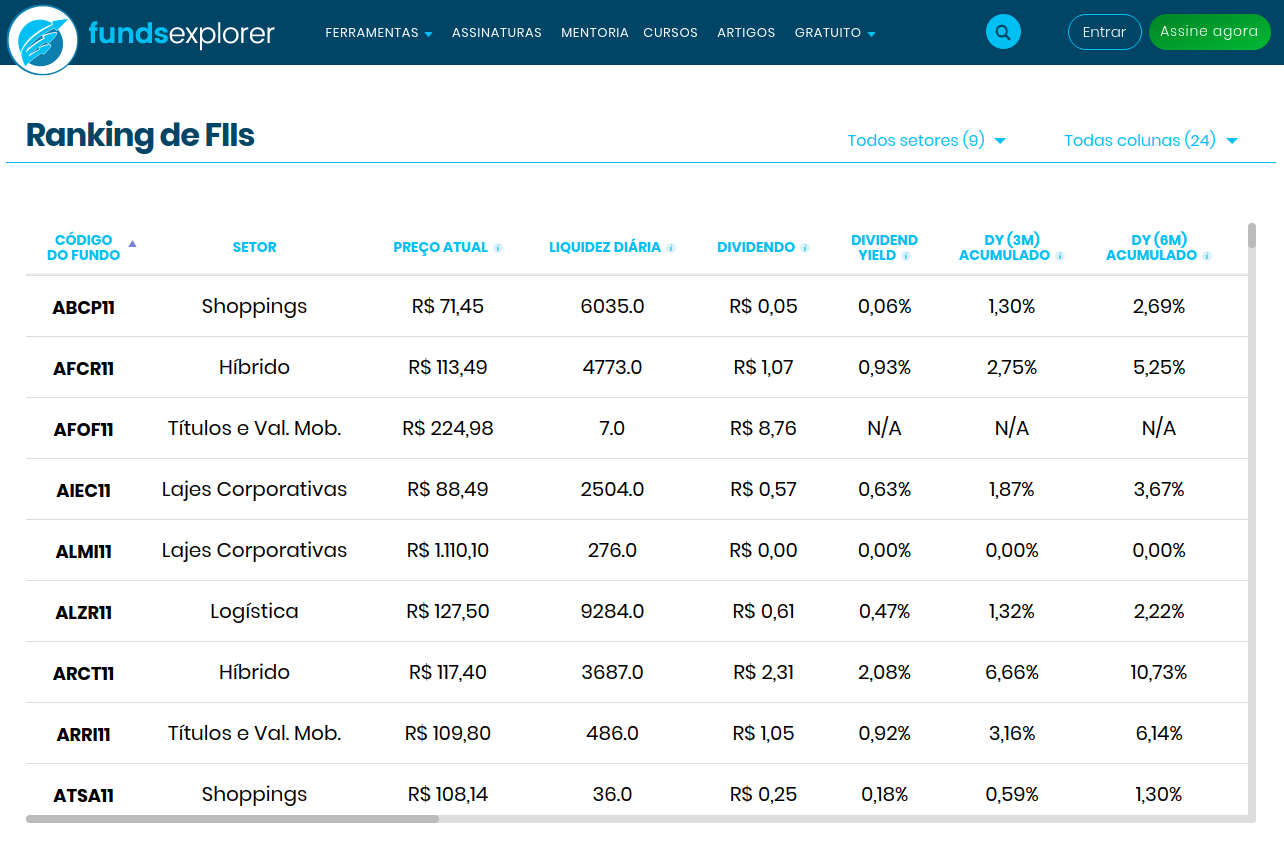 fundsexplorer FERRAMENTAS ASSINATURAS MENTORIA CURSOS ARTIGOS GRATUITO Entrar Assine agora
Ranking de FIIs Todos setores (9) Todas colunas (24)
CÓDIGO DO FUNDO SETOR PREÇO ATUAL LIQUIDEZ DIÁRIA DIVIDENDO DIVIDEND YIELD DY (3M) ACUMULADO DY (6M) ACUMULADO
ABCP11 Shoppings R$ 71,45 6035.0 R$ 0,05 0,06% 1,30% 2,69%
AFCR11 Híbrido R$ 113,49 4773.0 R$ 1,07 0,93% 2,75% 5,25%
AFOF11 Títulos e Val. Mob. R$ 224,98 7.0 R$ 8,76 N/A N/A N/A
AIEC11 Lajes Corporativas R$ 88,49 2504.0 R$ 0,57 0,63% 1,87% 3,67%
ALMI11 Lajes Corporativas R$ 1.110,10 276.0 R$ 0,00 0,00% 0,00% 0,00%
ALZR11 Logística R$ 127,50 9284.0 R$ 0,61 0,47% 1,32% 2,22%
ARCT11 Híbrido R$ 117,40 3687.0 R$ 2,31 2,08% 6,66% 10,73%
ARRI11 Títulos e Val. Mob. R$ 109,80 486.0 R$ 1,05 0,92% 3,16% 6,14%
ATSA11 Shoppings R$ 108,14 36.0 R$ 0,25 0,18% 0,59% 1,30%